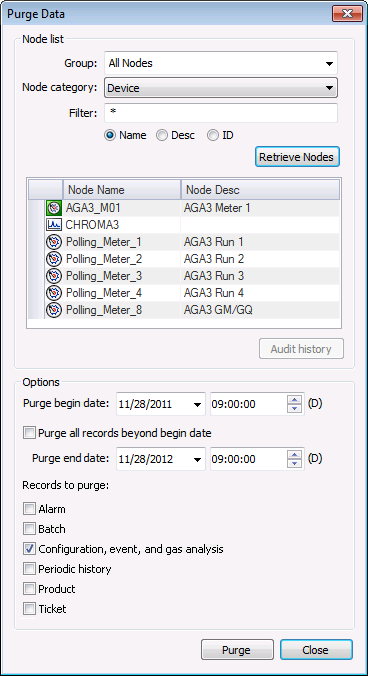 Purge Data
Node list
Group: All Nodes
Node category: Device
Filter: *
Name Desc ID
Retrieve Nodes
Node Name Node Desc
AGA3_M01 AGA3 Meter 1
CHROMA3
Polling_Meter_1 AGA3 Run 1
Polling_Meter_2 AGA3 Run 2
Polling_Meter_3 AGA3 Run 3
Polling_Meter_4 AGA3 Run 4
Polling_Meter_8 AGA3 GM/GQ
Audit history
Options
Purge begin date: 11/28/2011 09:00:00 (D)
Purge all records beyond begin date
Purge end date: 11/28/2012 09:00:00 (D)
Records to purge:
Alarm
Batch
Configuration, event, and gas analysis
Periodic history
Product
Ticket
Purge Close